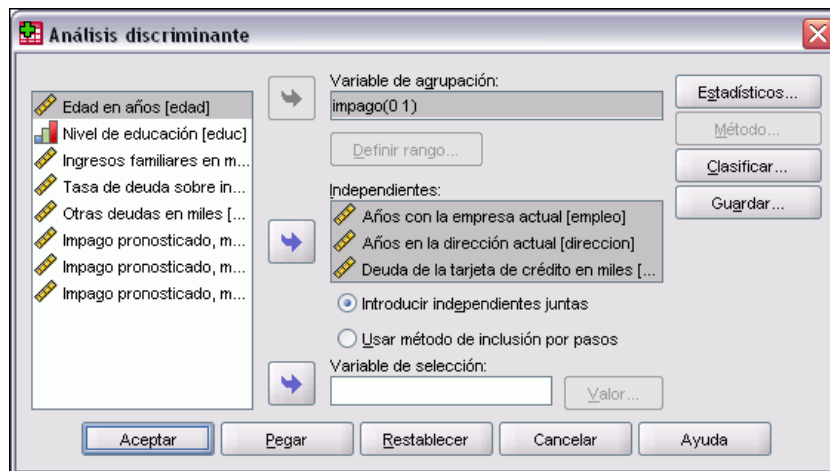 Análisis discriminante
Edad en años [edad]
Nivel de educación [educ]
Ingresos familiares en m...
Tasa de deuda sobre in...
Otras deudas en miles [...
Impago pronosticado, m...
Impago pronosticado, m...
Impago pronosticado, m...
Variable de agrupación:
impago(0 1)
Definir rango...
Independientes:
Años con la empresa actual [empleo]
Años en la dirección actual [direccion]
Deuda de la tarjeta de crédito en miles [...
Introducir independientes juntas
Usar método de inclusión por pasos
Variable de selección:
Valor...
Estadísticos...
Método...
Clasificar...
Guardar...
Aceptar
Pegar
Restablecer
Cancelar
Ayuda